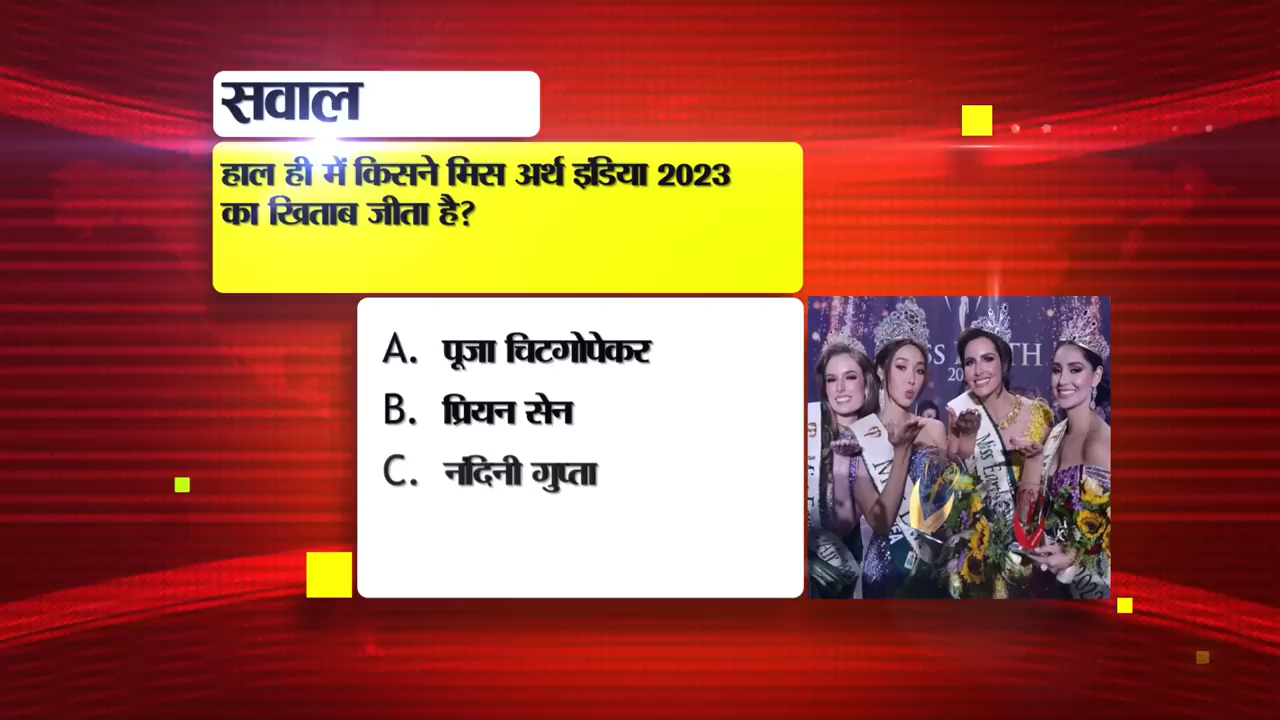 सवाल
हाल ही में किसने मिस अर्थ इंडिया 2023
का खिताब जीता है?
A. पूजा चिटगोपेकर
B. प्रियन सेन
C. नंदिनी गुप्ता